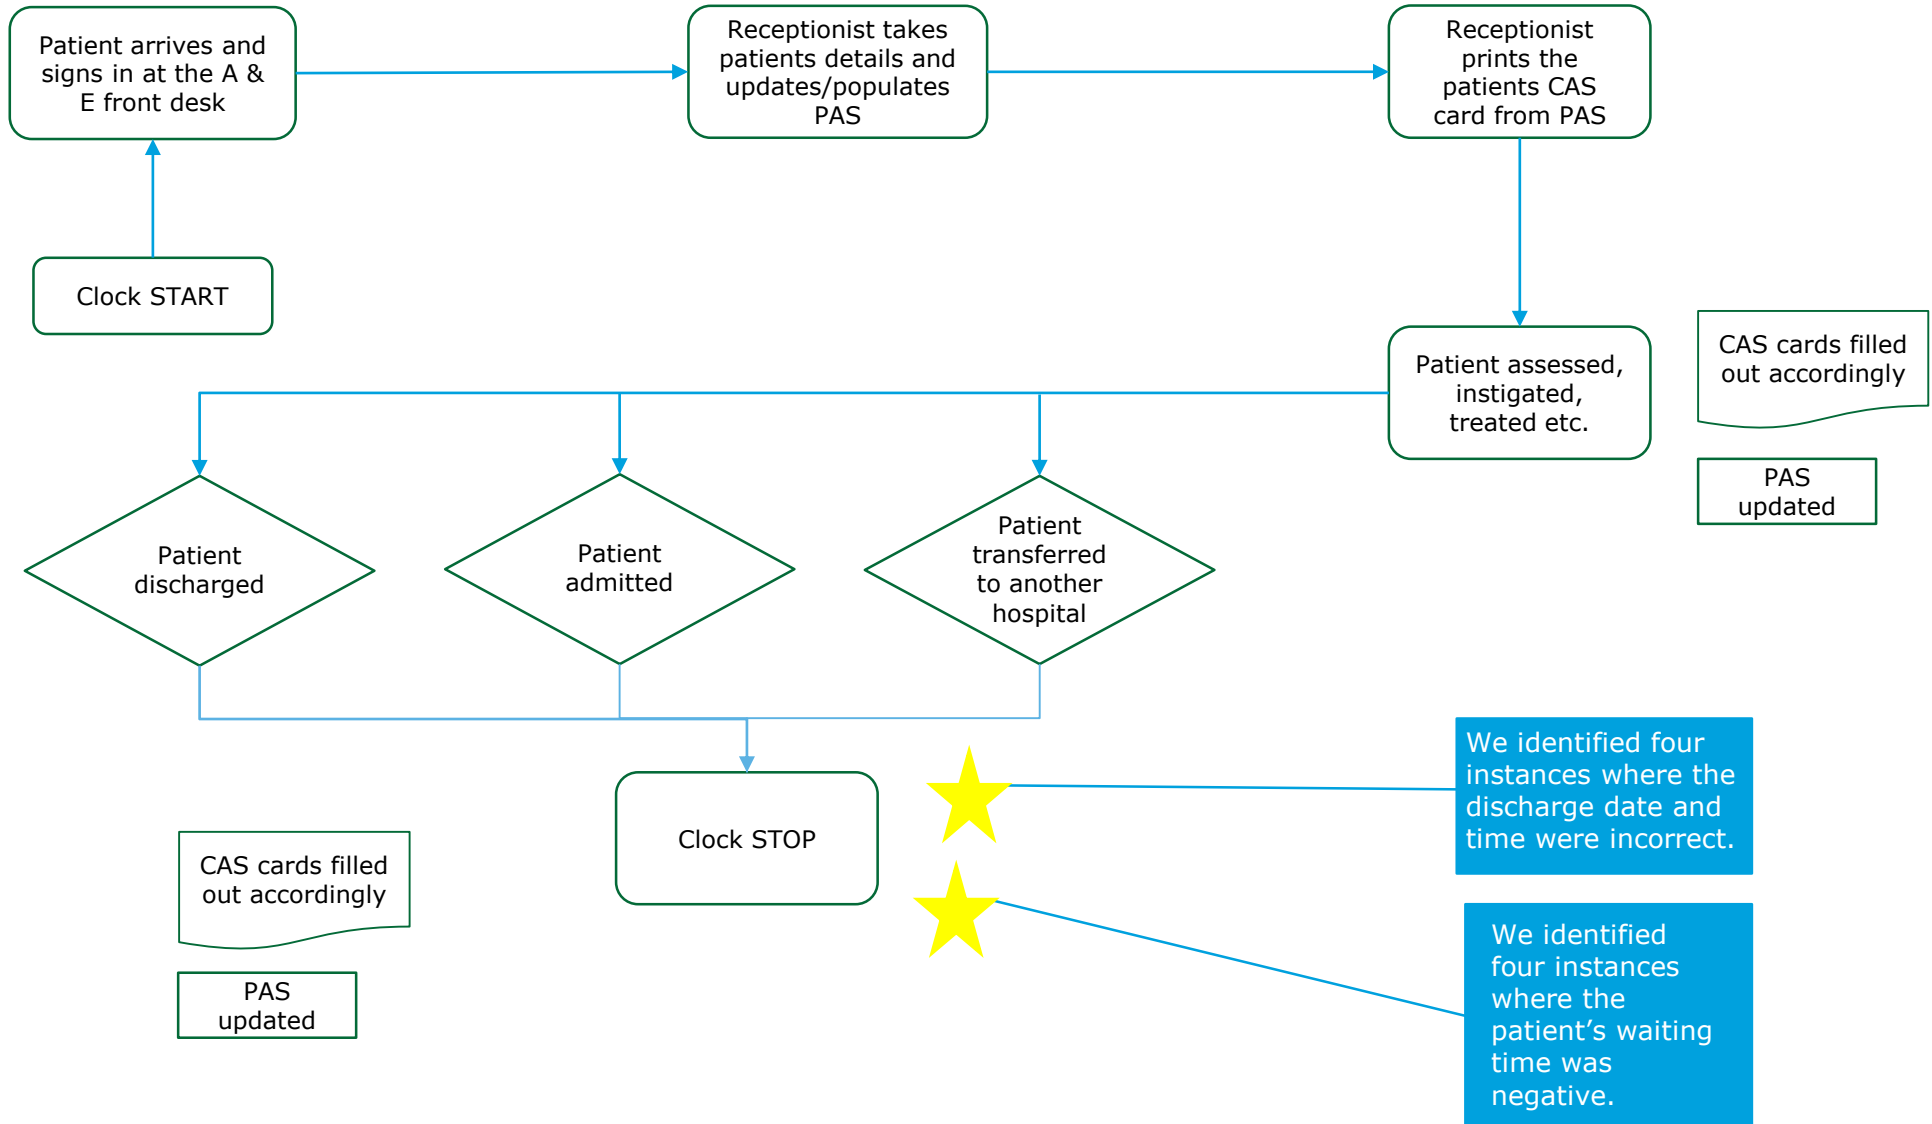 Patient arrives and
signs in at the A &
E front desk
Receptionist takes
patients details and
updates/populates
PAS
Receptionist
prints the
patients CAS
card from PAS
Clock START
Patient assessed,
instigated,
treated etc.
CAS cards filled
out accordingly
PAS
updated
Patient
discharged
Patient
admitted
Patient
transferred
to another
hospital
Clock STOP
We identified four
instances where the
discharge date and
time were incorrect.
CAS cards filled
out accordingly
PAS
updated
We identified
four instances
where the
patient’s waiting
time was
negative.